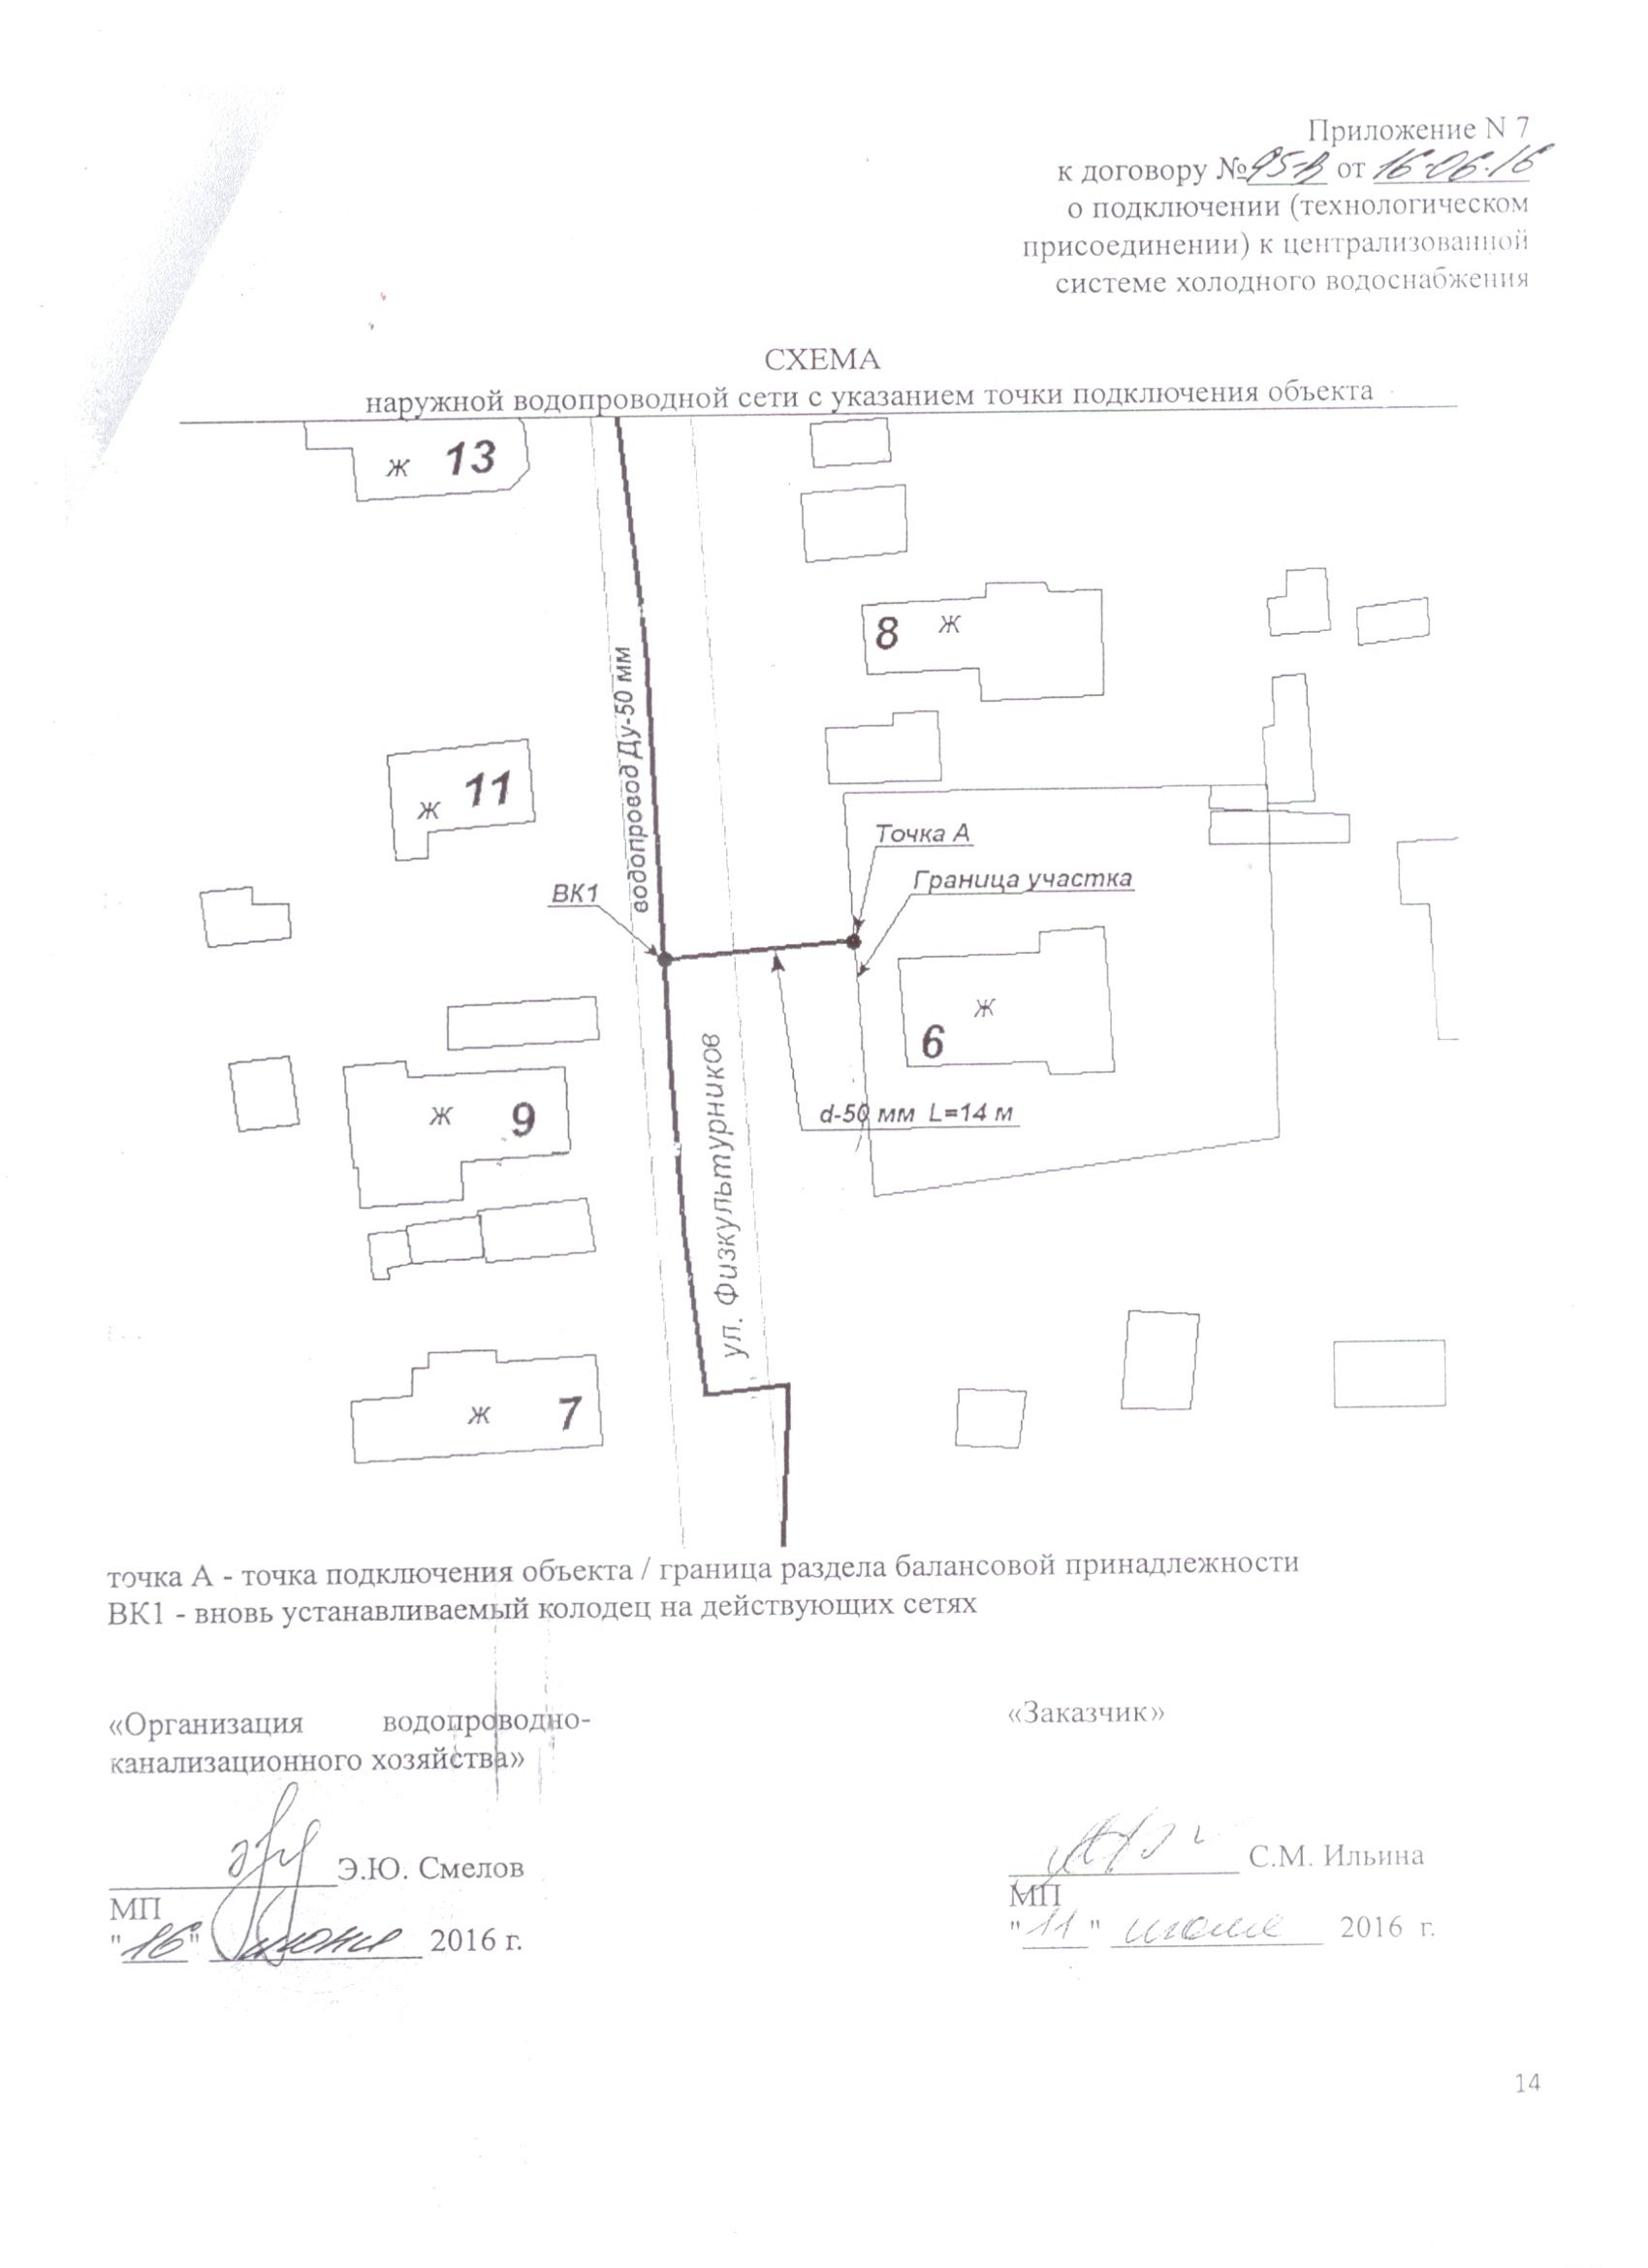 Приложение N 7
к договору № 95-В от 16.06.16
о подключении (технологическом
присоединении) к централизованной
системе холодного водоснабжения
СХЕМА
наружной водопроводной сети с указанием точки подключения объекта
ж 13
8 ж
водопровод Ду-50 мм
ж 11
Точка А
Граница участка
ВК1
ж
6
ж 9
d-50 мм L=14 м
ул. Физкультурников
ж 7
точка А - точка подключения объекта / граница раздела балансовой принадлежности
ВК1 - вновь устанавливаемый колодец на действующих сетях
«Организация водопроводно-
канализационного хозяйства»
Э.Ю. Смелов
МП
"16" июня 2016 г.
«Заказчик»
С.М. Ильина
МП
"11" июля 2016 г.
14